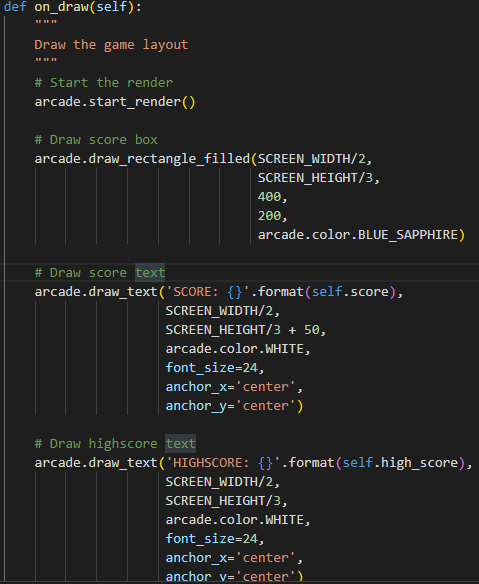 def on_draw(self):
    """
    Draw the game layout
    """
    # Start the render
    arcade.start_render()

    # Draw score box
    arcade.draw_rectangle_filled(SCREEN_WIDTH/2,
                                 SCREEN_HEIGHT/3,
                                 400,
                                 200,
                                 arcade.color.BLUE_SAPPHIRE)

    # Draw score text
    arcade.draw_text('SCORE: {}'.format(self.score),
                     SCREEN_WIDTH/2,
                     SCREEN_HEIGHT/3 + 50,
                     arcade.color.WHITE,
                     font_size=24,
                     anchor_x='center',
                     anchor_y='center')

    # Draw highscore text
    arcade.draw_text('HIGHSCORE: {}'.format(self.high_score),
                     SCREEN_WIDTH/2,
                     SCREEN_HEIGHT/3,
                     arcade.color.WHITE,
                     font_size=24,
                     anchor_x='center',
                     anchor_y='center')